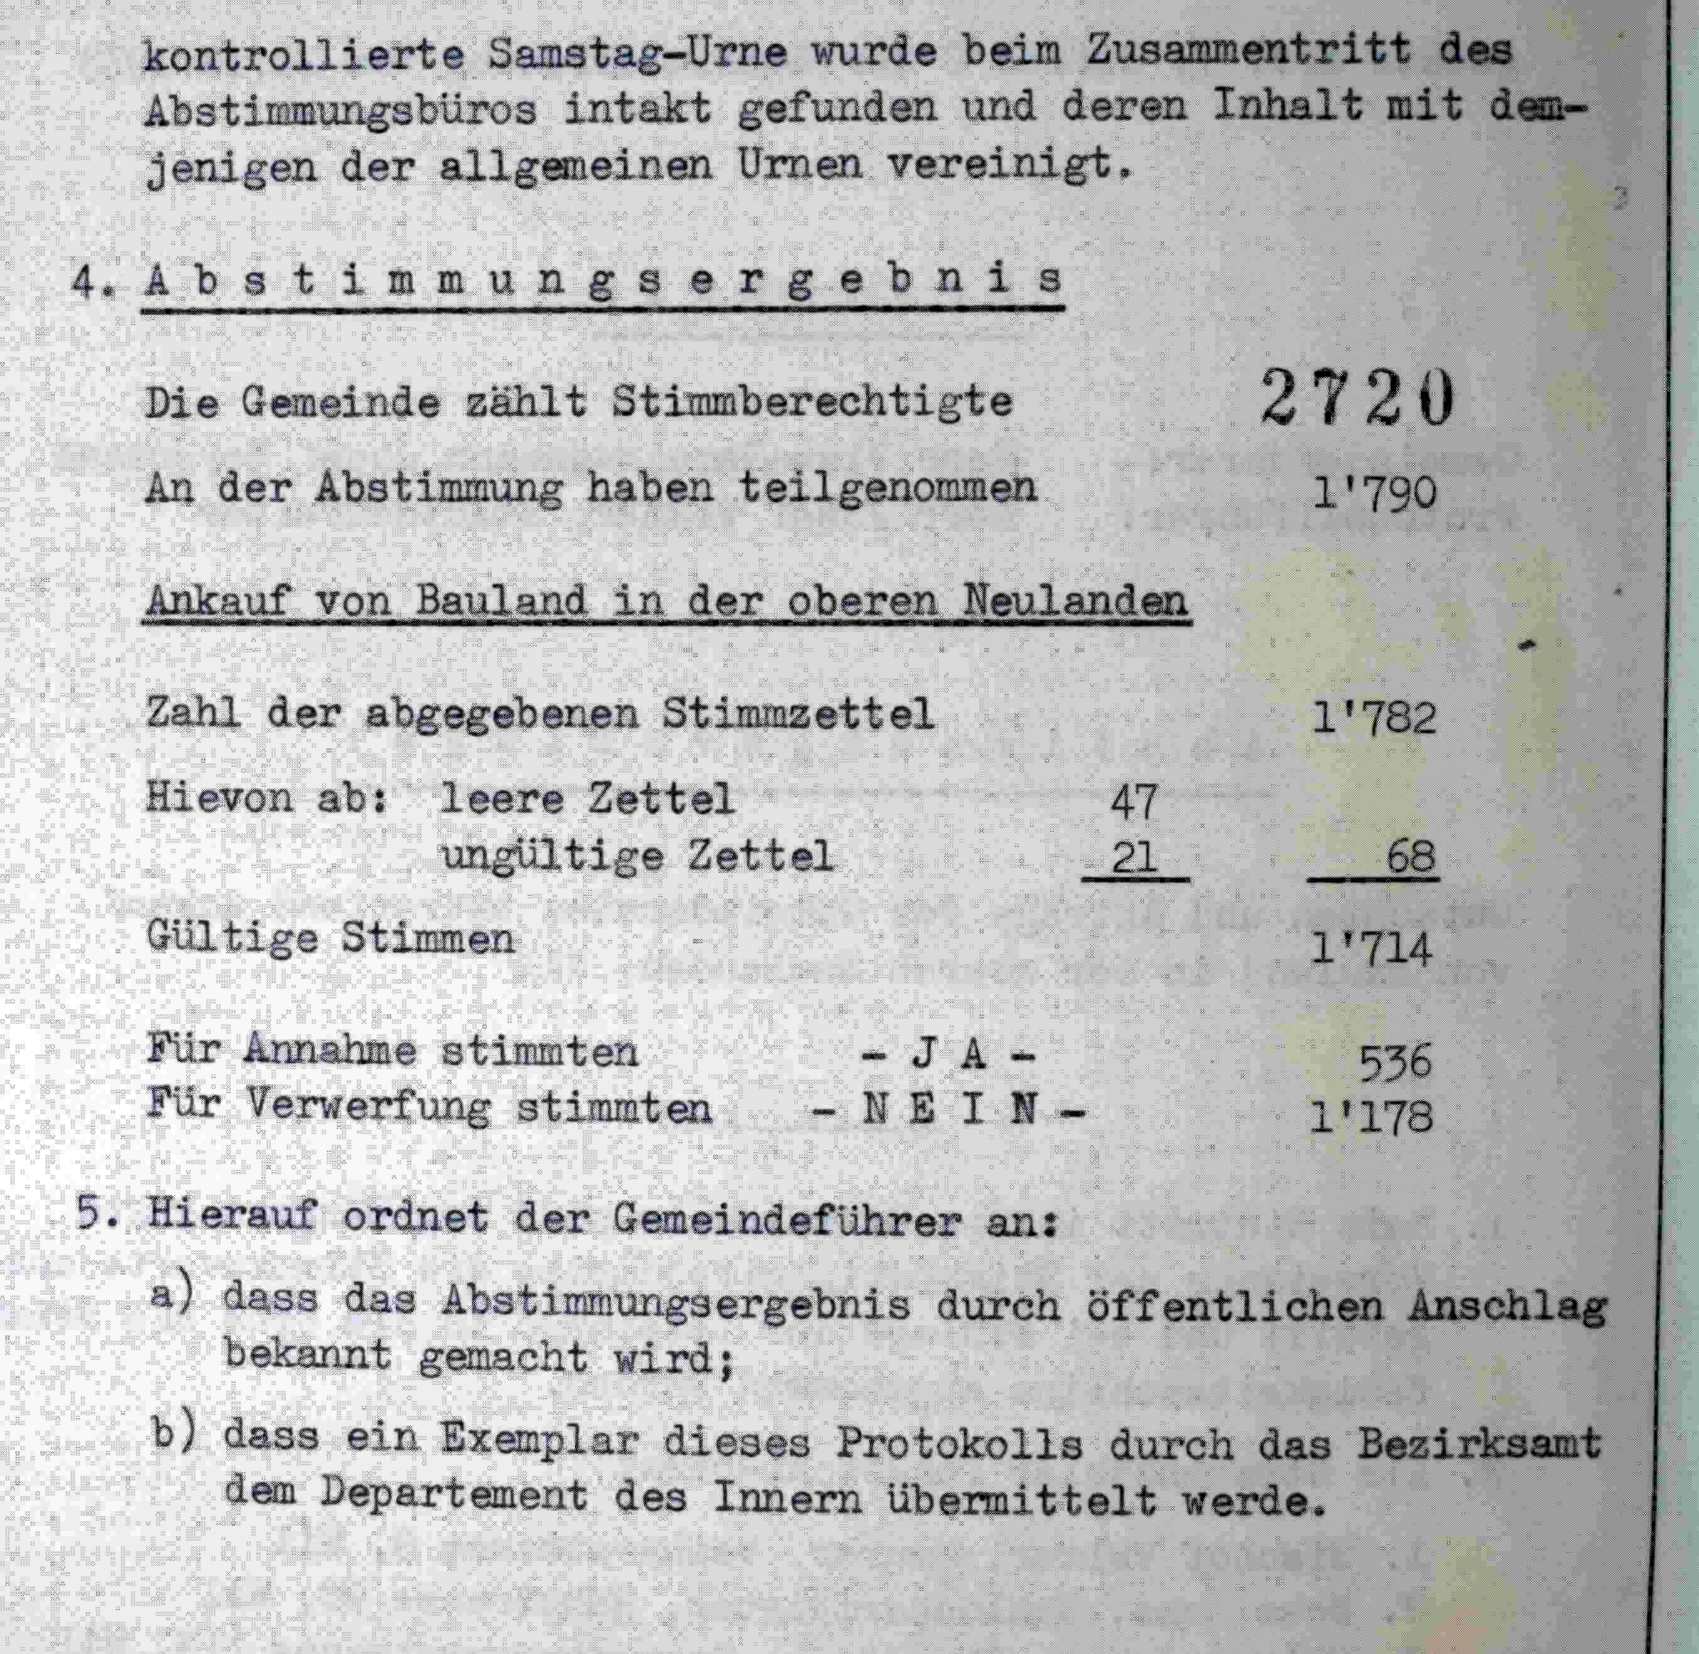 kontrollierte Samstag-Urne wurde beim Zusammentritt des
Abstimmungsbüros intakt gefunden und deren Inhalt mit dem-
jenigen der allgemeinen Urnen vereinigt.
4. A b s t i m m u n g s e r g e b n i s
Die Gemeinde zählt Stimmberechtigte 2720
An der Abstimmung haben teilgenommen 1'790
Ankauf von Bauland in der oberen Neulanden
Zahl der abgegebenen Stimmzettel 1'782
Hievon ab: leere Zettel 47
ungültige Zettel 21 68
Gültige Stimmen 1'714
Für Annahme stimmten - J A - 536
Für Verwerfung stimmten - N E I N - 1'178
5. Hierauf ordnet der Gemeindeführer an:
a) dass das Abstimmungsergebnis durch öffentlichen Anschlag
bekannt gemacht wird;
b) dass ein Exemplar dieses Protokolls durch das Bezirksamt
dem Departement des Innern übermittelt werde.